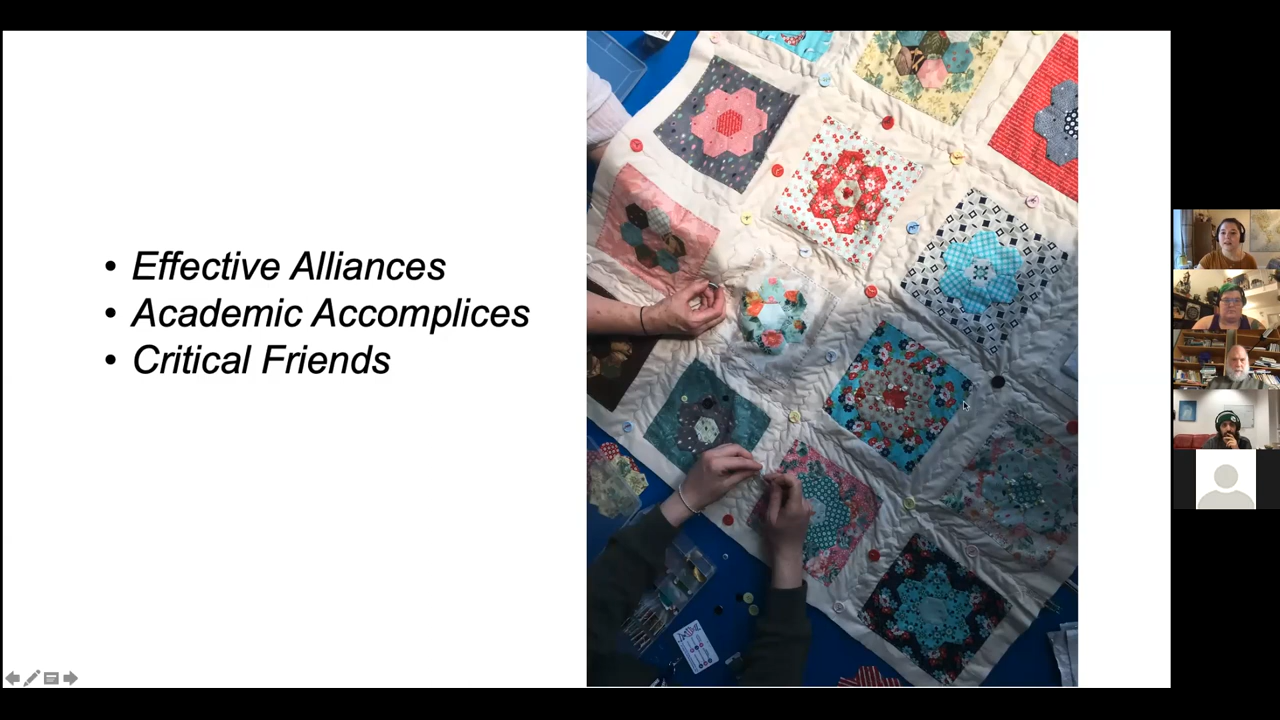 • Effective Alliances
• Academic Accomplices
• Critical Friends